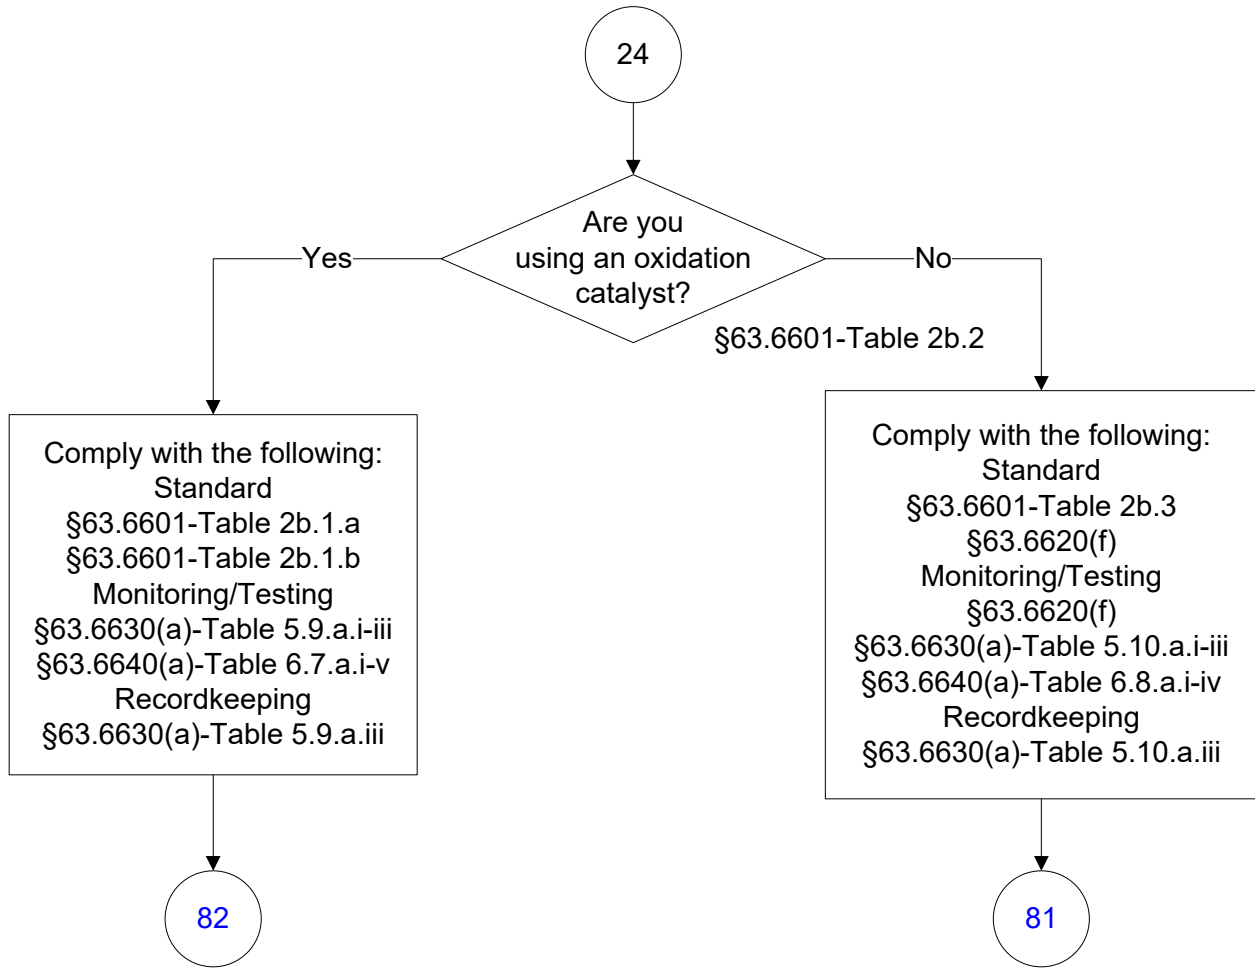 24
Are you
using an oxidation
catalyst?
Yes
No
§63.6601-Table 2b.2
Comply with the following:
Standard
§63.6601-Table 2b.1.a
§63.6601-Table 2b.1.b
Monitoring/Testing
§63.6630(a)-Table 5.9.a.i-iii
§63.6640(a)-Table 6.7.a.i-v
Recordkeeping
§63.6630(a)-Table 5.9.a.iii
Comply with the following:
Standard
§63.6601-Table 2b.3
§63.6620(f)
Monitoring/Testing
§63.6620(f)
§63.6630(a)-Table 5.10.a.i-iii
§63.6640(a)-Table 6.8.a.i-iv
Recordkeeping
§63.6630(a)-Table 5.10.a.iii
82
81